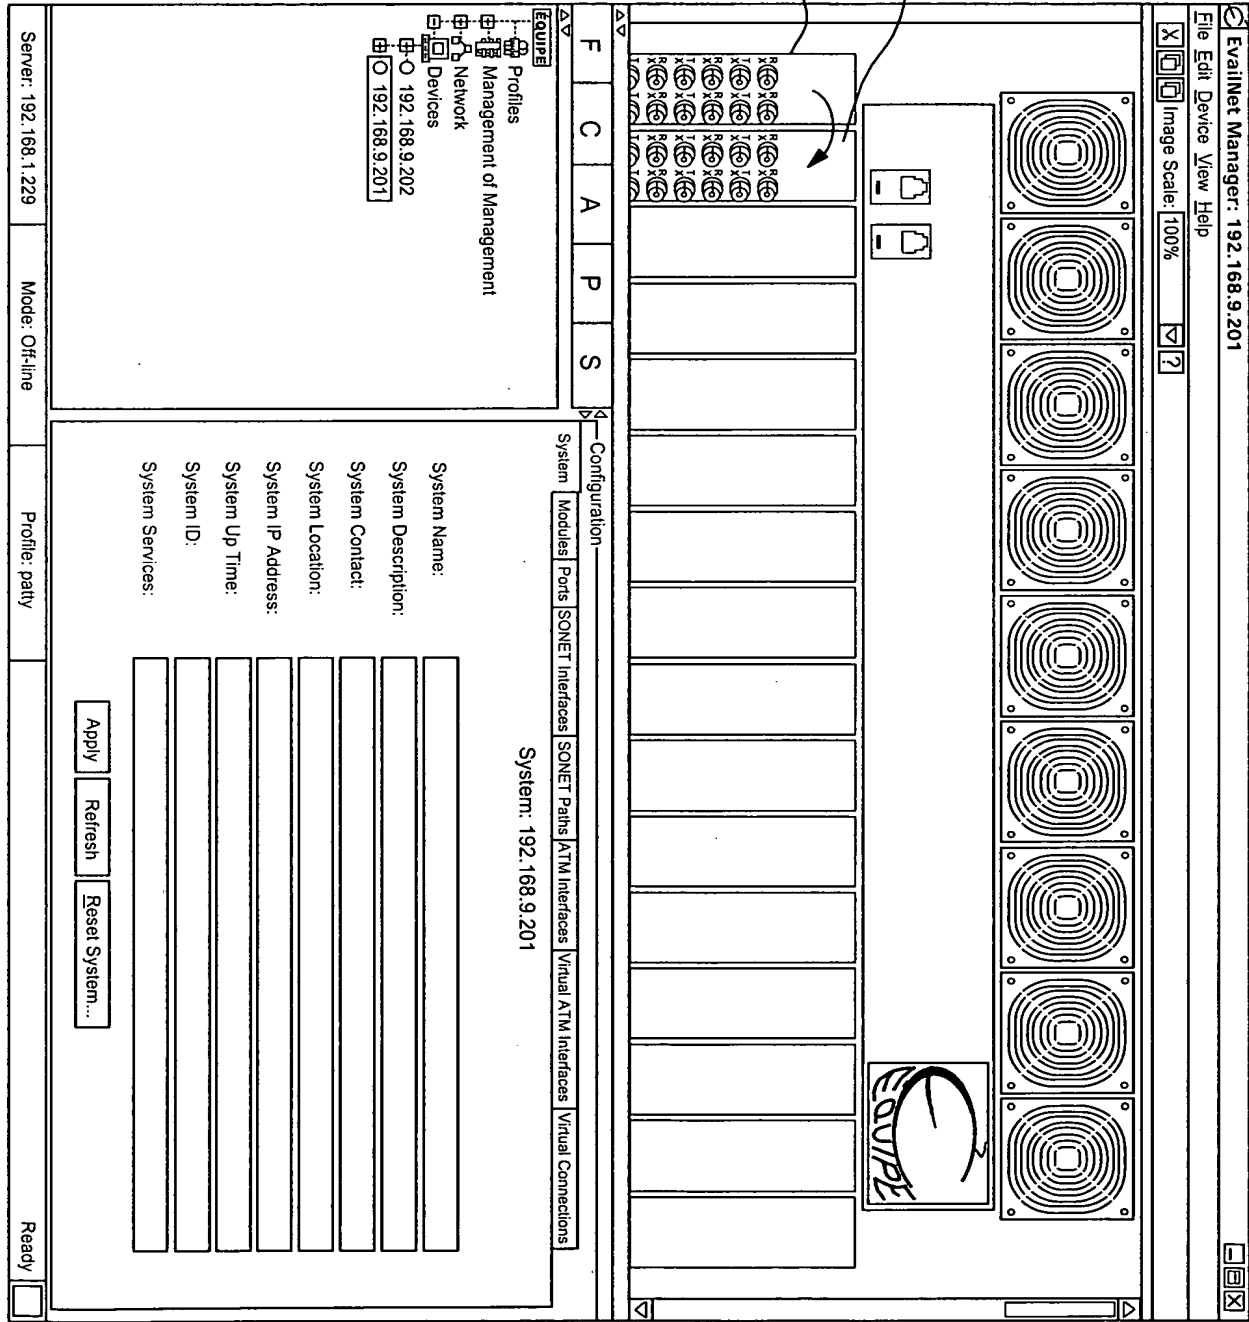 EvaiNet Manager: 192.168.9.201
File Edit Device View Help
X Image Scale: 100% ?
R T R T
X X X X
R T R T
X X X X
R T R T
X X X X
R T R T
X X X X
R T R T
X X X X
R T R T
X X X X
EQUIPE
F C A P S
EQUIPE
Profiles
Management of Management
Network
Devices
192.168.9.202
192.168.9.201
Configuration
System Modules Ports SONET Interfaces SONET Paths ATM Interfaces Virtual ATM Interfaces Virtual Connections
System: 192.168.9.201
System Name:
System Description:
System Contact:
System Location:
System IP Address:
System Up Time:
System ID:
System Services:
Apply Refresh Reset System...
Server: 192.168.1.229 Mode: Off-line Profile: patty Ready